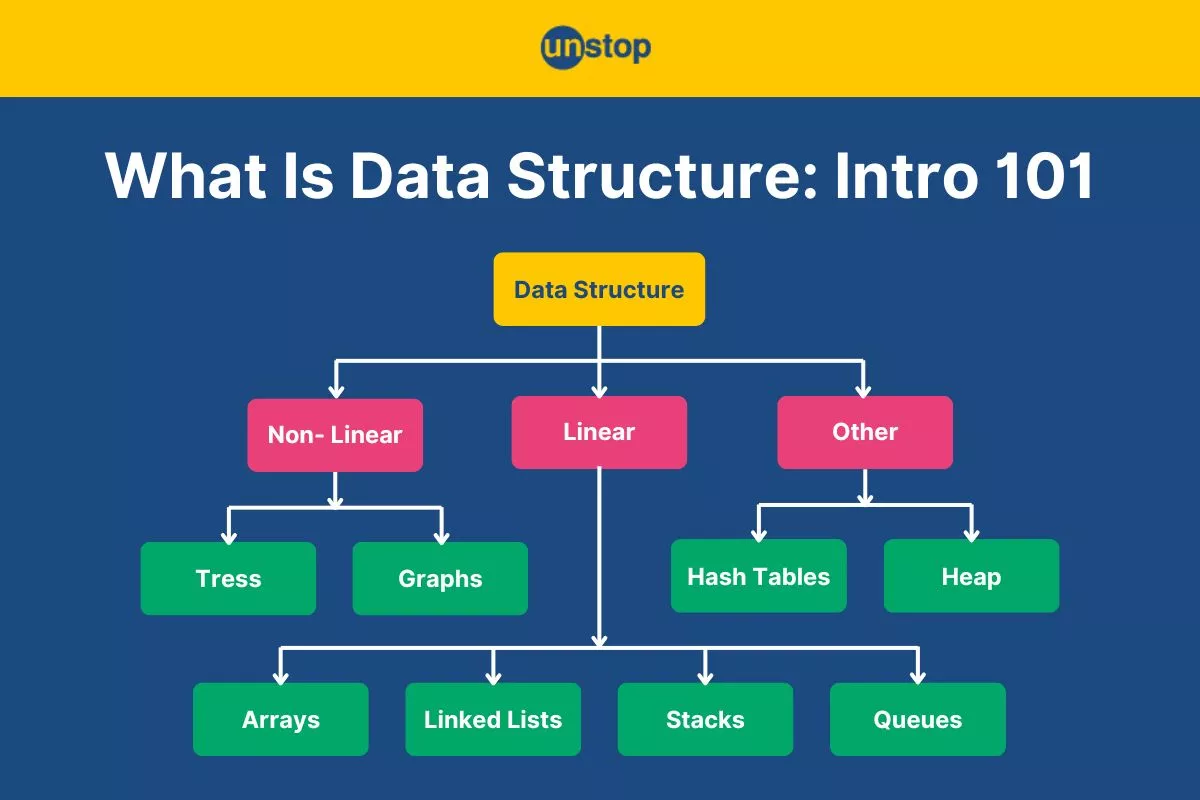 unstop
What Is Data Structure: Intro 101
Data Structure
Non- Linear
Linear
Other
Tress
Graphs
Hash Tables
Heap
Arrays
Linked Lists
Stacks
Queues